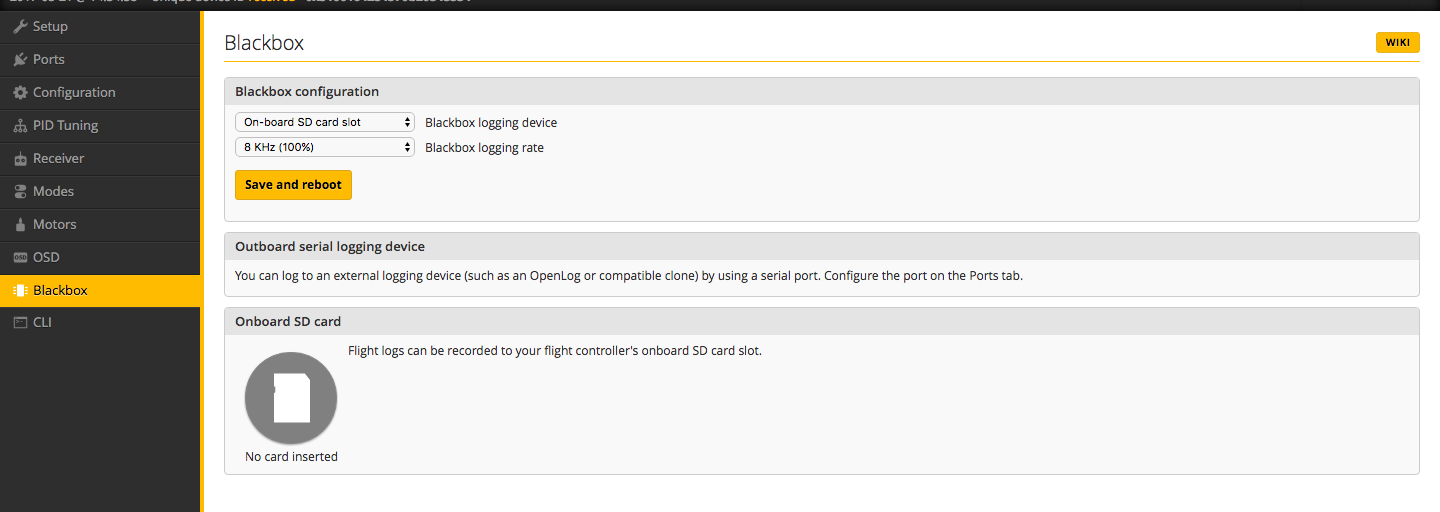 Setup
Ports
Configuration
PID Tuning
Receiver
Modes
Motors
OSD
OSD
Blackbox
CLI
Blackbox
WIKI
Blackbox configuration
On-board SD card slot Blackbox logging device
8 KHz (100%) Blackbox logging rate
Save and reboot
Outboard serial logging device
You can log to an external logging device (such as an OpenLog or compatible clone) by using a serial port. Configure the port on the Ports tab.
Onboard SD card
Flight logs can be recorded to your flight controller's onboard SD card slot.
No card inserted